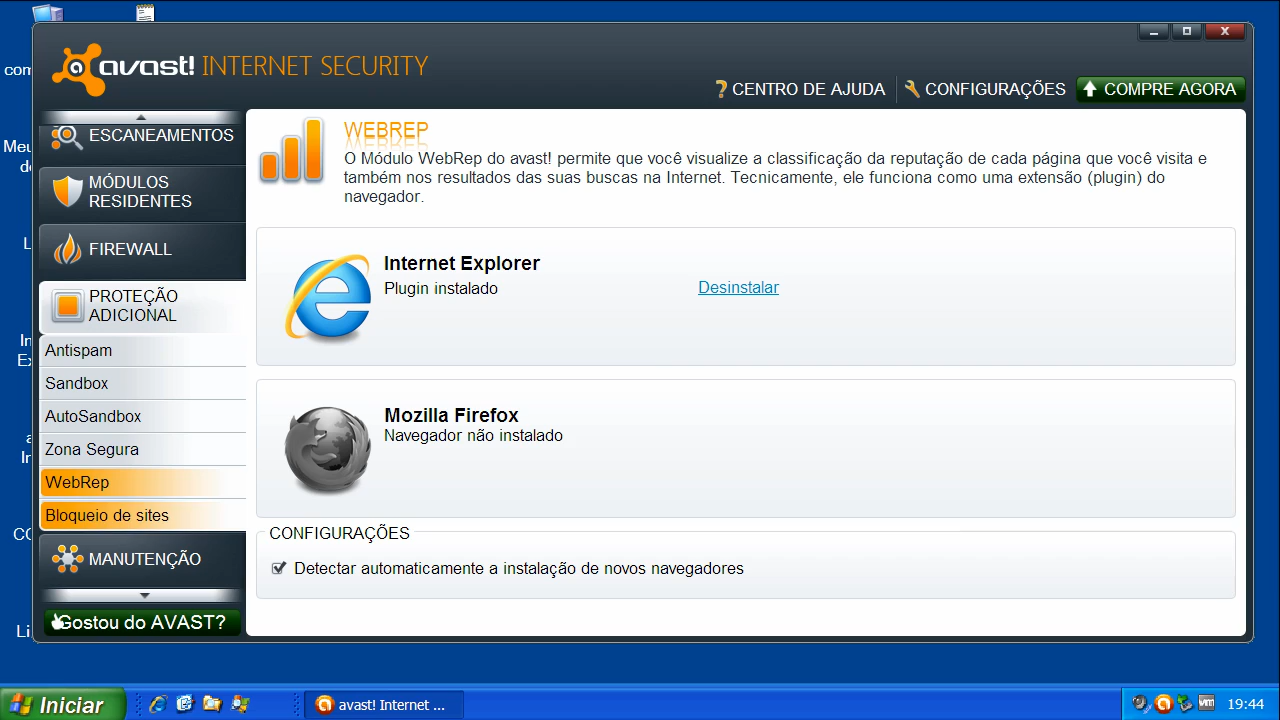 avast! INTERNET SECURITY
CENTRO DE AJUDA
CONFIGURAÇÕES
COMPRE AGORA
ESCANEAMENTOS
MÓDULOS
RESIDENTES
FIREWALL
PROTEÇÃO
ADICIONAL
Antispam
Sandbox
AutoSandbox
Zona Segura
WebRep
Bloqueio de sites
MANUTENÇÃO
Gostou do AVAST?
WEBREP
O Módulo WebRep do avast! permite que você visualize a classificação da reputação de cada página que você visita e
também nos resultados das suas buscas na Internet. Tecnicamente, ele funciona como uma extensão (plugin) do
navegador.
Internet Explorer
Plugin instalado
Desinstalar
Mozilla Firefox
Navegador não instalado
CONFIGURAÇÕES
Detectar automaticamente a instalação de novos navegadores
Iniciar
avast! Internet ...
19:44